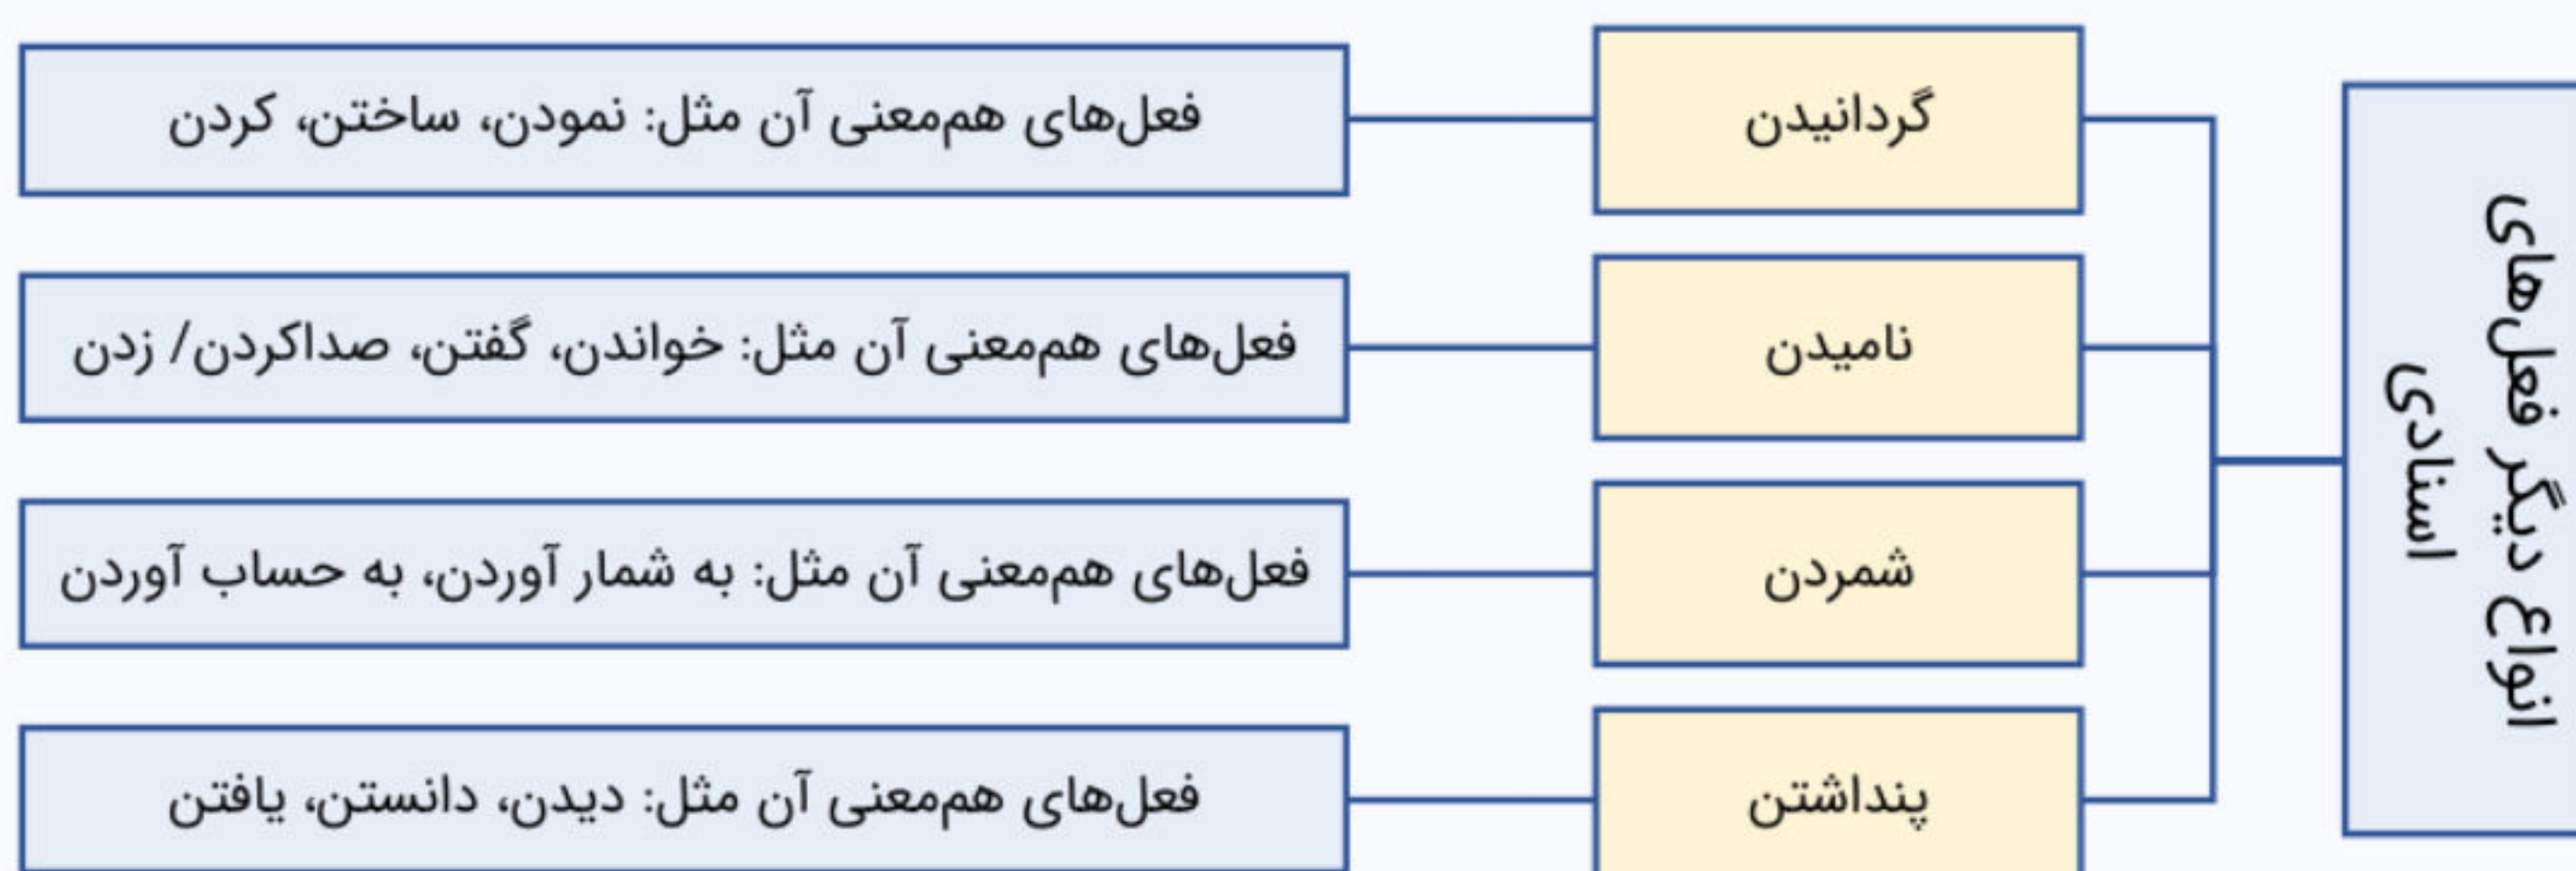 انواع دیگر فعل‌های
اسنادی
گردانیدن
فعل‌های هم‌معنی آن مثل: نمودن، ساختن، کردن
نامیدن
فعل‌های هم‌معنی آن مثل: خواندن، گفتن، صداکردن/ زدن
شمردن
فعل‌های هم‌معنی آن مثل: به شمار آوردن، به حساب آوردن
پنداشتن
فعل‌های هم‌معنی آن مثل: دیدن، دانستن، یافتن